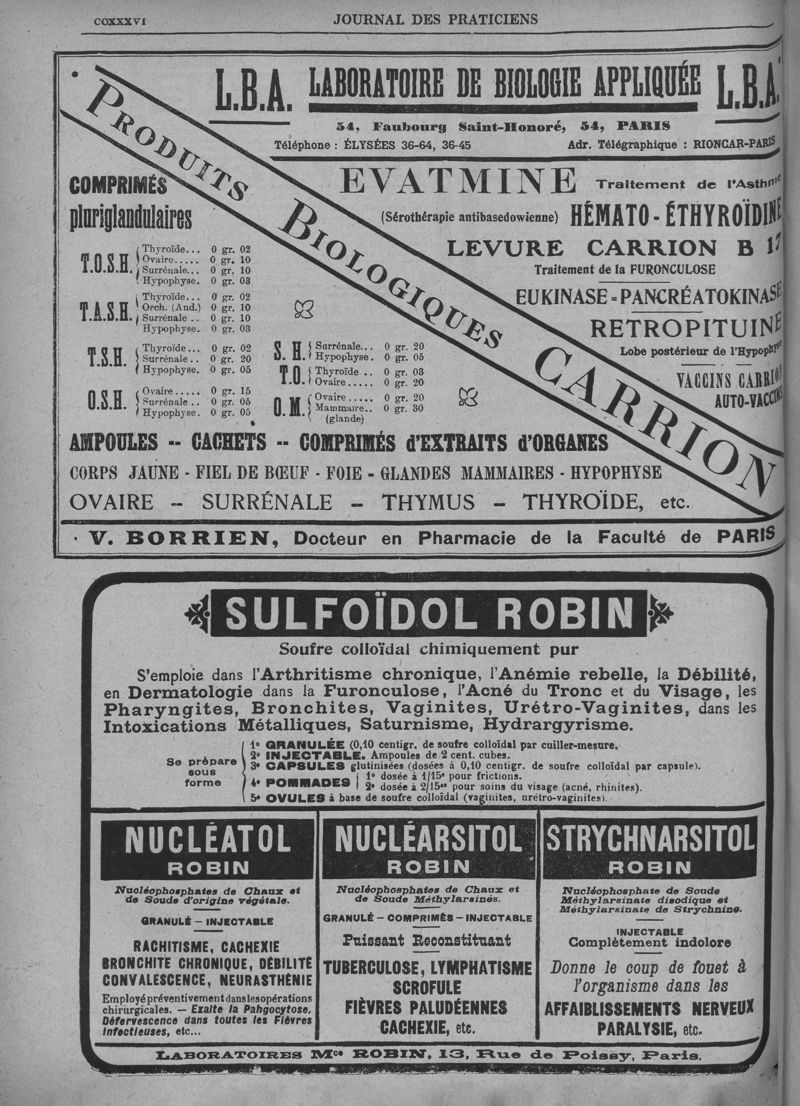 CCXXXVI
JOURNAL DES PRATICIENS
L.B.A. LABORATOIRE DE BIOLOGIE APPLIQUÉE L.B.A.
54, Faubourg Saint-Honoré, 54, PARIS
Téléphone : ÉLYSÉES 36-64, 36-45 Adr. Télégraphique : RIONCAR-PARIS
PRODUITS BIOLOGIQUES CARRION
COMPRIMÉS
pluriglandulaires
T.O.S.H.
Thyroïde... 0 gr. 02
Ovaire..... 0 gr. 10
Surrénale... 0 gr. 10
Hypophyse. 0 gr. 03
T.A.S.H.
Thyroïde... 0 gr. 02
Orch. (And.) 0 gr. 10
Surrénale .. 0 gr. 10
Hypophyse. 0 gr. 03
T.S.H.
Thyroïde .. 0 gr. 02
Surrénale .. 0 gr. 20
Hypophyse. 0 gr. 05
O.S.H.
Ovaire..... 0 gr. 15
Surrénale . 0 gr. 05
Hypophyse. 0 gr. 05
S. H.
Surrénale... 0 gr. 20
Hypophyse. 0 gr. 05
T.O.
Thyroïde .. 0 gr. 03
Ovaire..... 0 gr. 20
O.M.
Ovaire..... 0 gr. 20
Mammaire.. 0 gr. 30
(glande)
EVATMINE Traitement de l'Asthme
(Sérothérapie antibasedowienne) HÉMATO-ÉTHYROÏDINE
LEVURE CARRION B 17
Traitement de la FURONCULOSE
EUKINASE-PANCRÉATOKINASE
RETROPITUINE
Lobe postérieur de l'Hypophyse
VACCINS CARRION
AUTO-VACCINS
AMPOULES -- CACHETS -- COMPRIMÉS d'EXTRAITS d'ORGANES
CORPS JAUNE - FIEL DE BŒUF - FOIE - GLANDES MAMMAIRES - HYPOPHYSE
OVAIRE — SURRÉNALE — THYMUS — THYROÏDE, etc.
V. BORRIEN, Docteur en Pharmacie de la Faculté de PARIS
SULFOÏDOL ROBIN
Soufre colloïdal chimiquement pur
S'emploie dans l'Arthritisme chronique, l'Anémie rebelle, la Débilité,
en Dermatologie dans la Furonculose, l'Acné du Tronc et du Visage, les
Pharyngites, Bronchites, Vaginites, Urétro-Vaginites, dans les
Intoxications Métalliques, Saturnisme, Hydrargyrisme.
Se prépare
sous
forme
1º GRANULÉE (0,10 centigr. de soufre colloïdal par cuiller-mesure.
2º INJECTABLE. Ampoules de 2 cent. cubes.
3º CAPSULES glutinisées (dosées à 0,10 centigr. de soufre colloïdal par capsule).
4º POMMADES
1º dosée à 1/15º pour frictions.
2º dosée à 2/15es pour soins du visage (acné, rhinites).
5º OVULES à base de soufre colloïdal (vaginites, urétro-vaginites).
NUCLÉATOL
ROBIN
Nucléophosphates de Chaux et
de Soude d'origine végétale.
GRANULÉ — INJECTABLE
RACHITISME, CACHEXIE
BRONCHITE CHRONIQUE, DÉBILITÉ
CONVALESCENCE, NEURASTHÉNIE
Employé préventivement dans les opérations
chirurgicales. — Exalte la Pahgocytose,
Défervescence dans toutes les Fièvres
infectieuses, etc...
NUCLÉARSITOL
ROBIN
Nucléophosphates de Chaux et
de Soude Méthylarsinés.
GRANULÉ — COMPRIMÉS — INJECTABLE
Puissant Reconstituant
TUBERCULOSE, LYMPHATISME
SCROFULE
FIÈVRES PALUDÉENNES
CACHEXIE, etc.
STRYCHNARSITOL
ROBIN
Nucléophosphate de Soude
Méthylarsinate disodique et
Méthylarsinate de Strychnine.
INJECTABLE
Complètement indolore
Donne le coup de fouet à
l'organisme dans les
AFFAIBLISSEMENTS NERVEUX
PARALYSIE, etc.
LABORATOIRES Mce ROBIN, 13, Rue de Poissy, Paris.